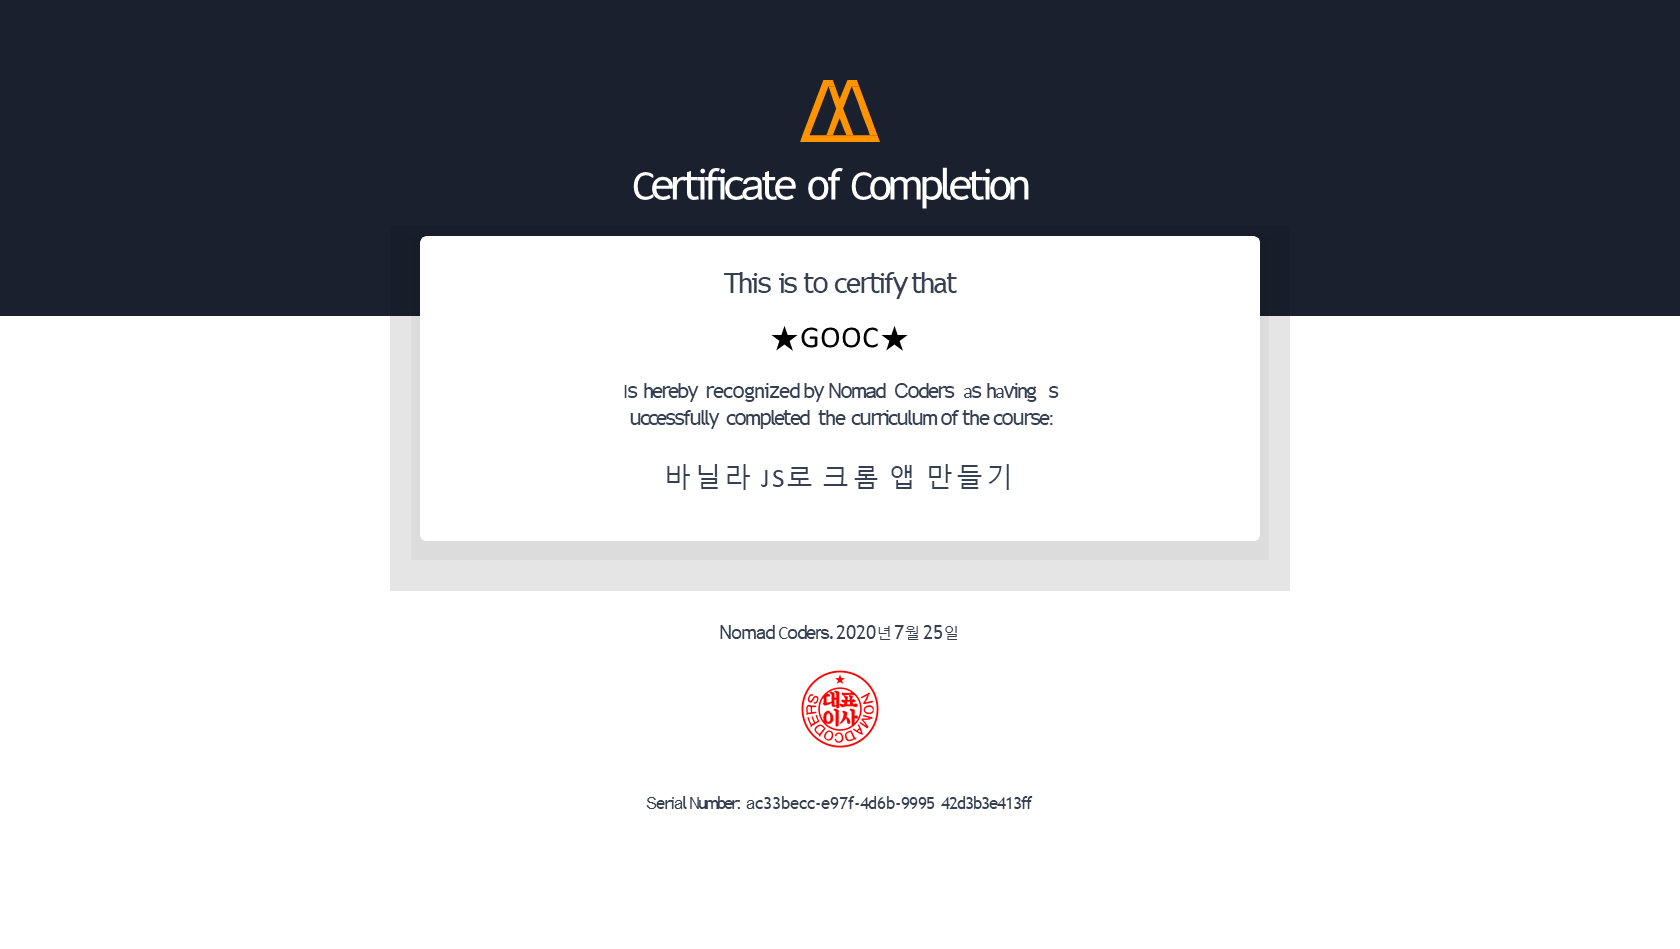 Certificate of Completion
This is to certify that
★GOOC★
Is hereby recognized by Nomad Coders as having s
uccessfully completed the curriculum of the course:
바닐라 JS로 크롬 앱 만들기
Nomad Coders. 2020년 7월 25일
★
대표
이사
NOMADCODERS
Serial Number: ac33becc-e97f-4d6b-9995 42d3b3e413ff